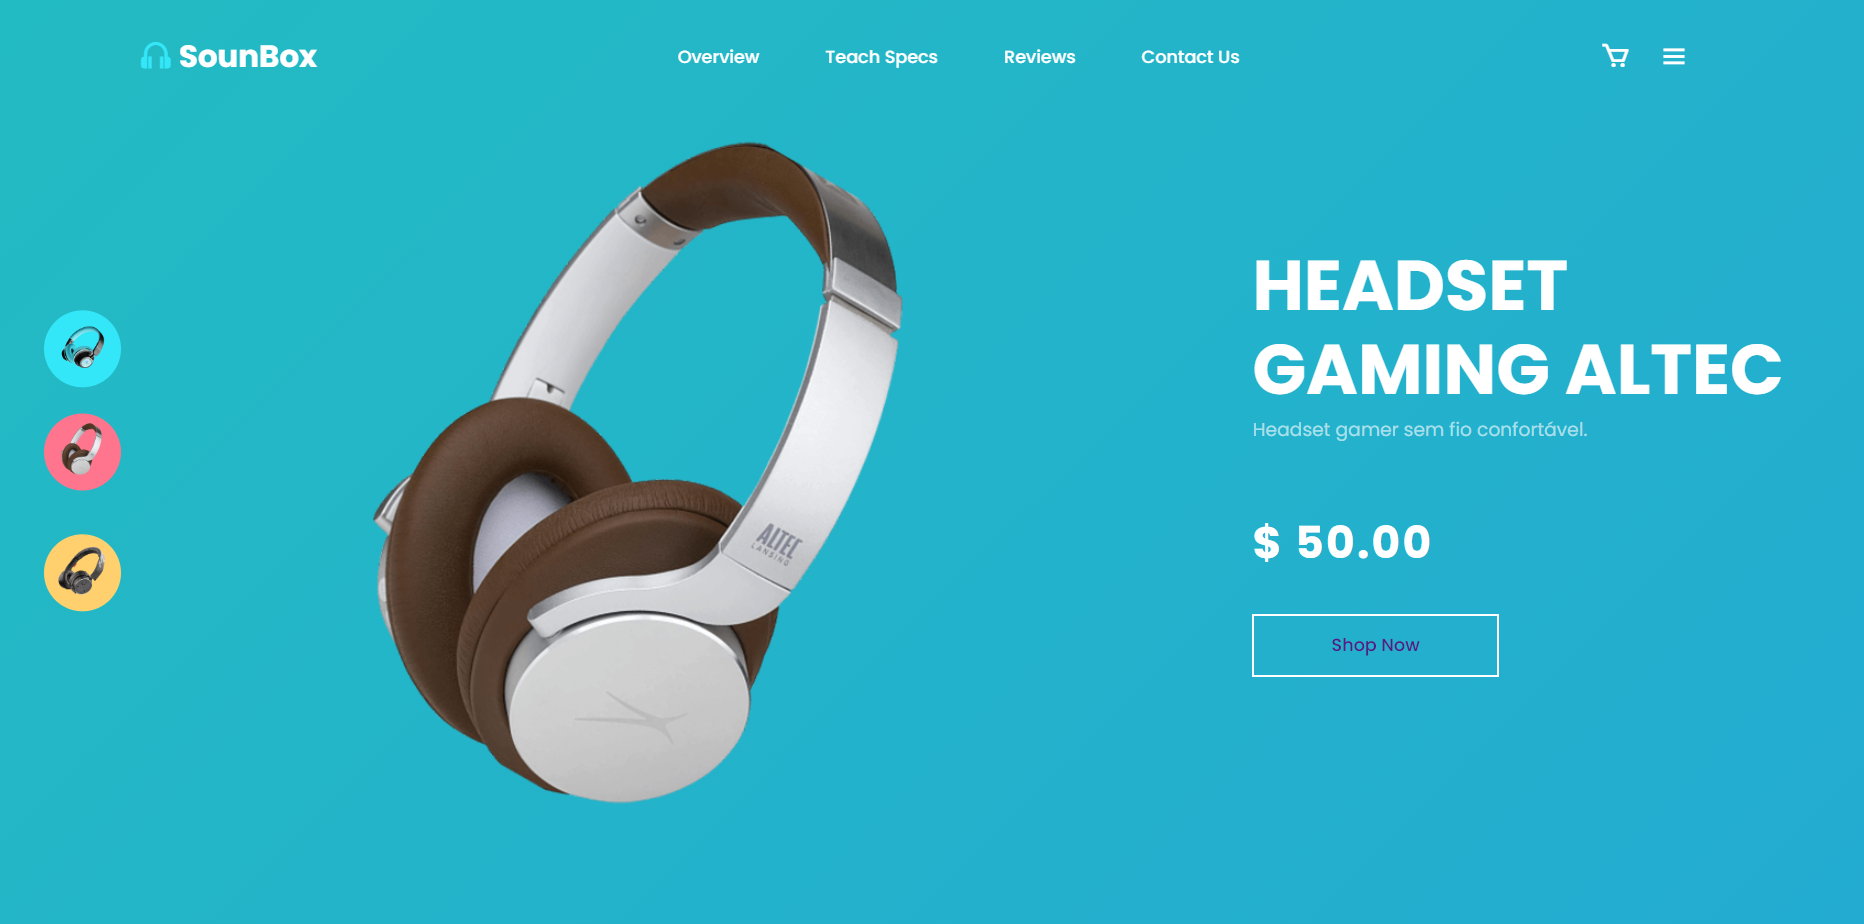 SounBox
Overview
Teach Specs
Reviews
Contact Us
HEADSET
GAMING ALTEC
Headset gamer sem fio confortável.
$ 50.00
Shop Now
ALTEC
LANSING